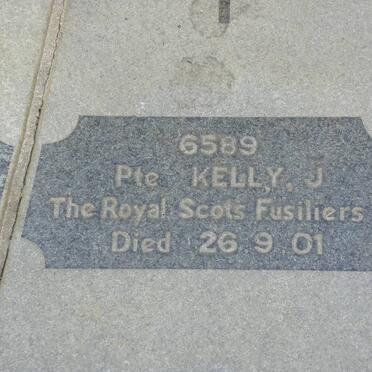 6589
Pte KELLY, J
The Royal Scots Fusiliers
Died 26 9 01